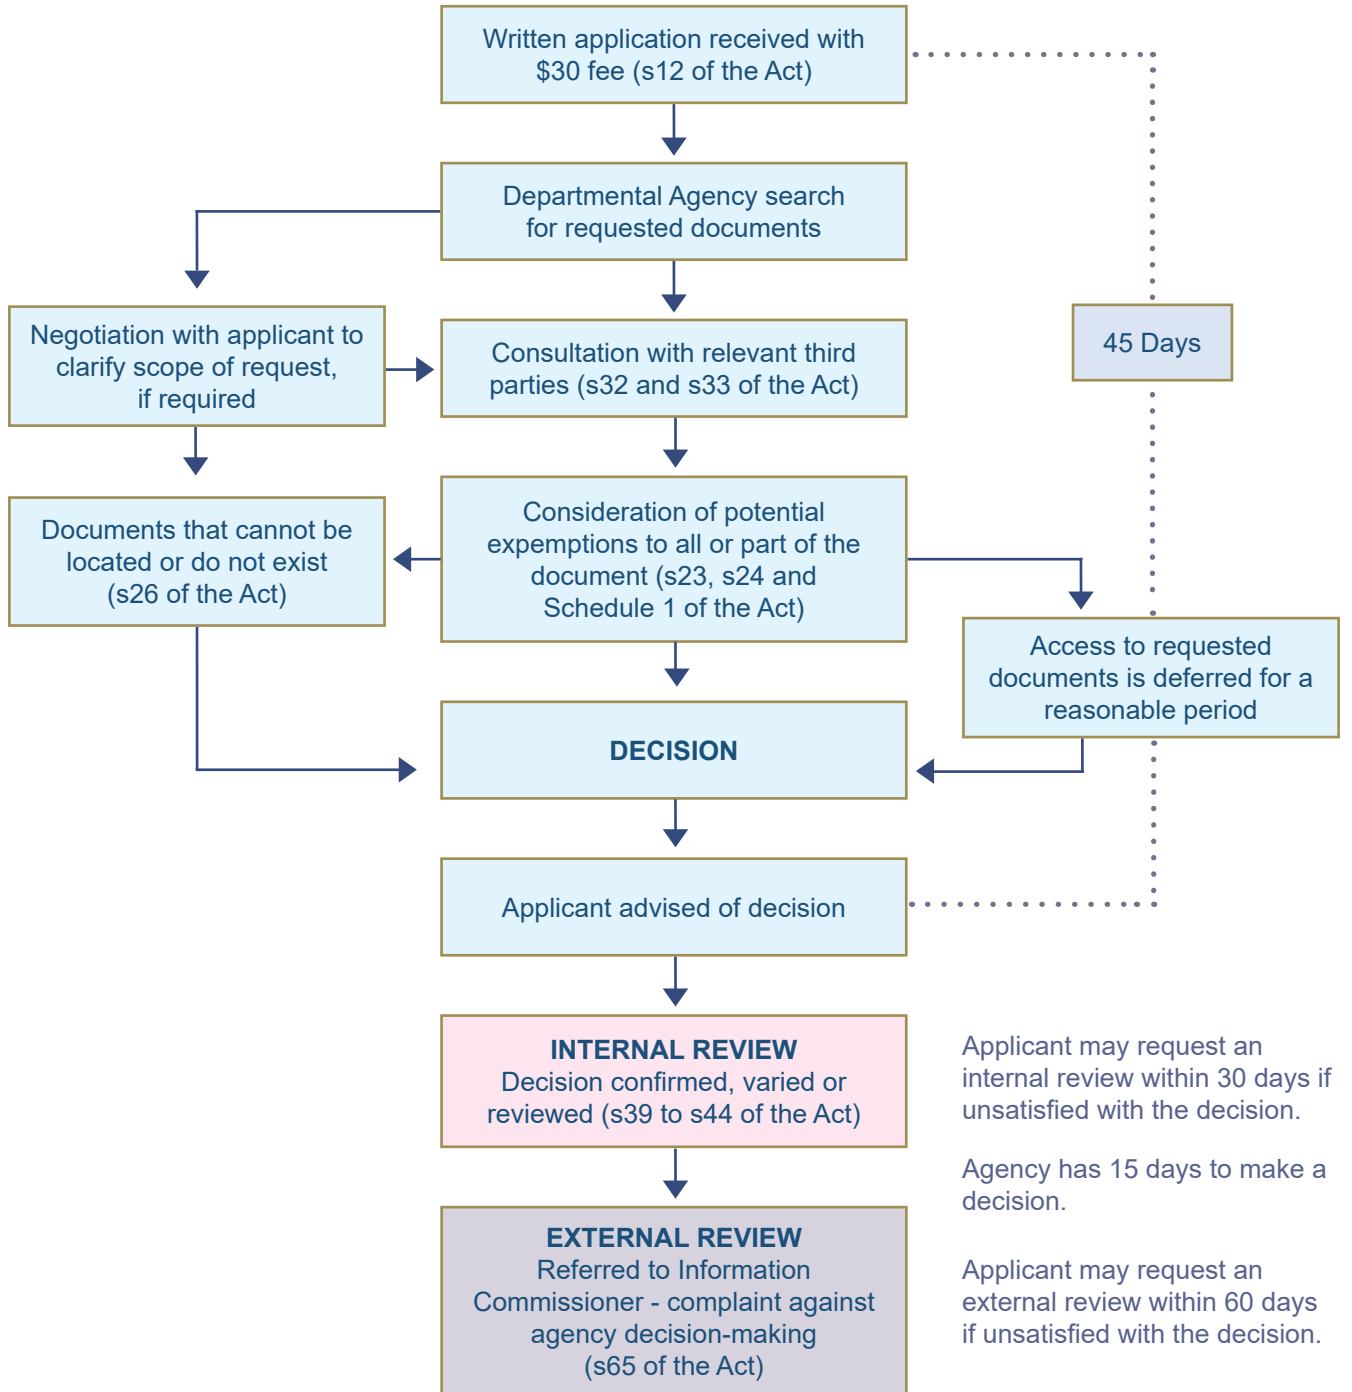 Written application received with
$30 fee (s12 of the Act)
Departmental Agency search
for requested documents
Negotiation with applicant to
clarify scope of request,
if required
Consultation with relevant third
parties (s32 and s33 of the Act)
45 Days
Documents that cannot be
located or do not exist
(s26 of the Act)
Consideration of potential
expemptions to all or part of the
document (s23, s24 and
Schedule 1 of the Act)
Access to requested
documents is deferred for a
reasonable period
DECISION
Applicant advised of decision
INTERNAL REVIEW
Decision confirmed, varied or
reviewed (s39 to s44 of the Act)
Applicant may request an
internal review within 30 days if
unsatisfied with the decision.
Agency has 15 days to make a
decision.
EXTERNAL REVIEW
Referred to Information
Commissioner - complaint against
agency decision-making
(s65 of the Act)
Applicant may request an
external review within 60 days
if unsatisfied with the decision.